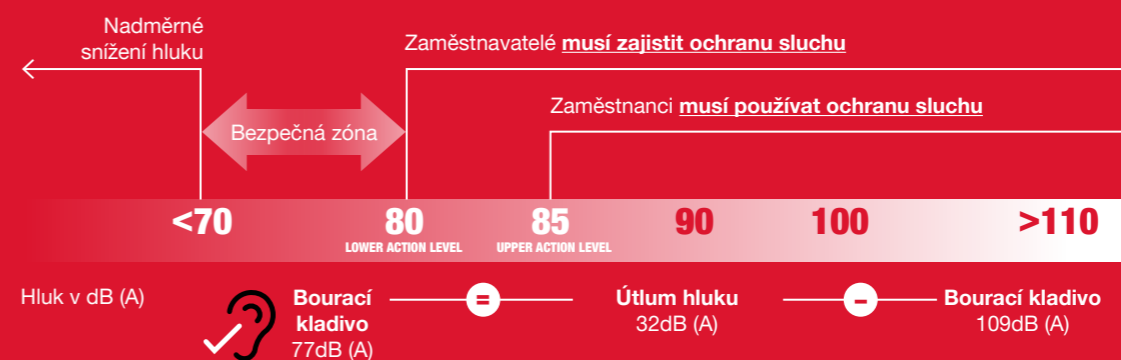 Nadměrné
snížení hluku
Zaměstnavatelé musí zajistit ochranu sluchu
Zaměstnanci musí používat ochranu sluchu
Bezpečná zóna
<70
80
LOWER ACTION LEVEL
85
UPPER ACTION LEVEL
90
100
>110
Hluk v dB (A)
Bourací
kladivo
77dB (A)
=
Útlum hluku
32dB (A)
-
Bourací kladivo
109dB (A)